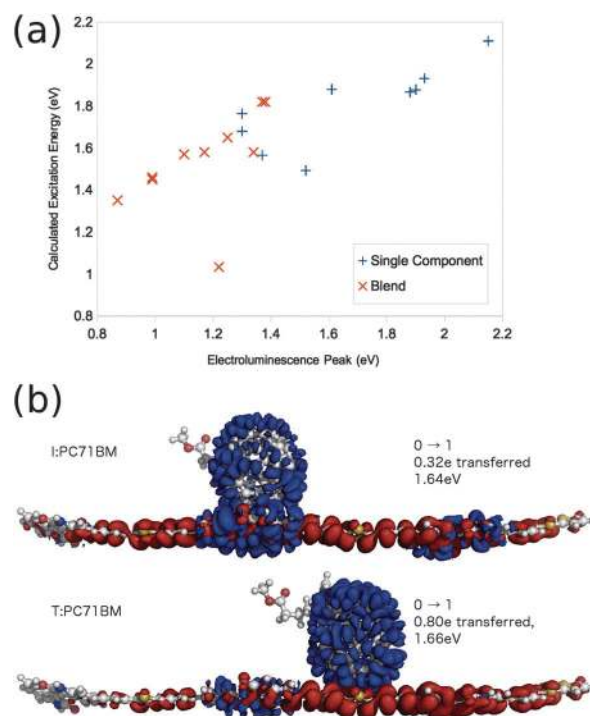 (a)
2.2
2
1.8
1.6
1.4
1.2
1
0.8
Calculated Excitation Energy (eV)
+ Single Component
× Blend
0.8 1 1.2 1.4 1.6 1.8 2 2.2
Electroluminescence Peak (eV)
(b)
I:PC71BM
0 → 1
0.32e transferred
1.64eV
T:PC71BM
0 → 1
0.80e transferred,
1.66eV